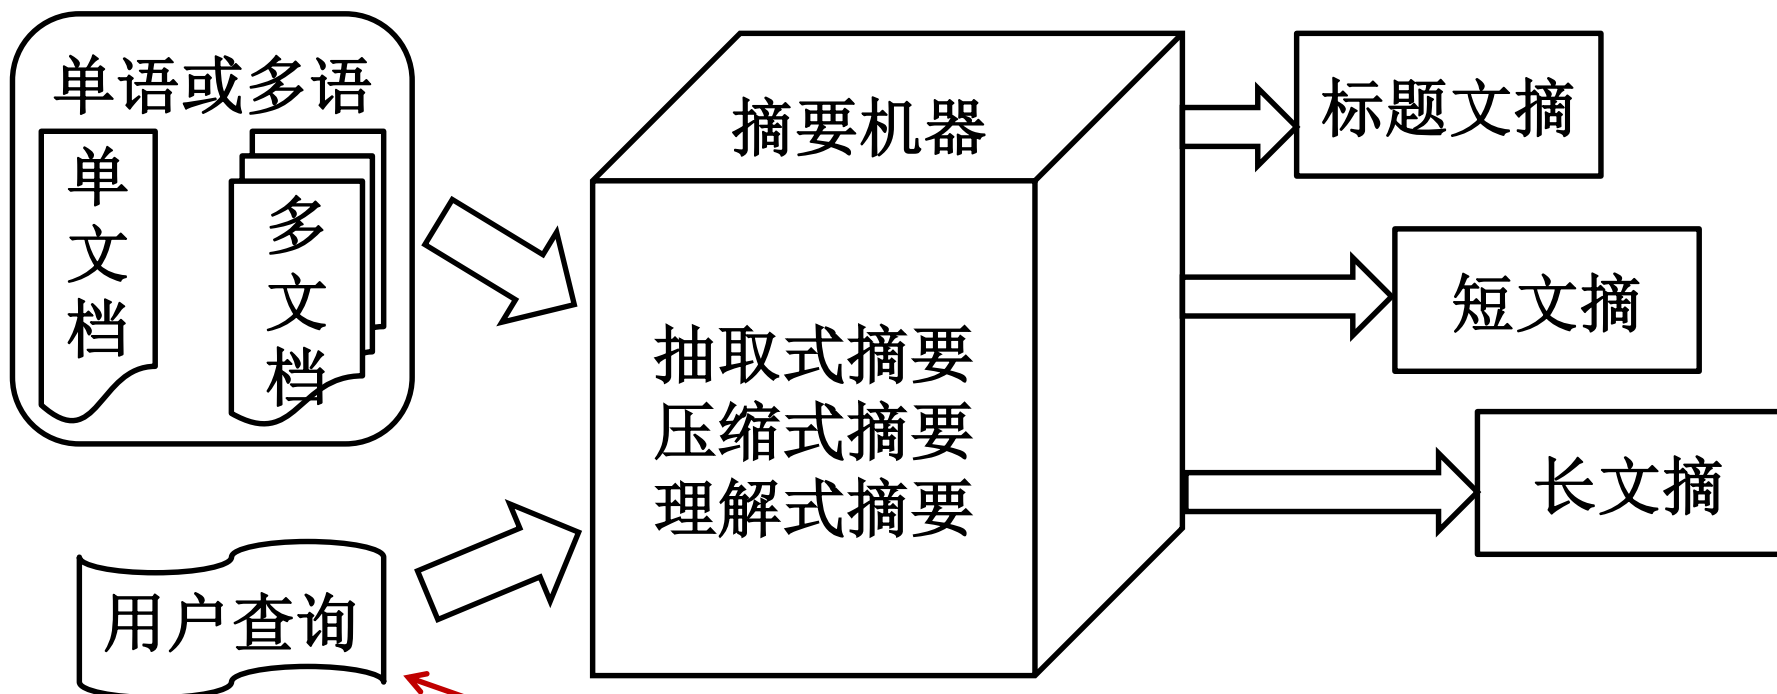 单语或多语
单文档
多文档
用户查询
摘要机器
抽取式摘要
压缩式摘要
理解式摘要
标题文摘
短文摘
长文摘